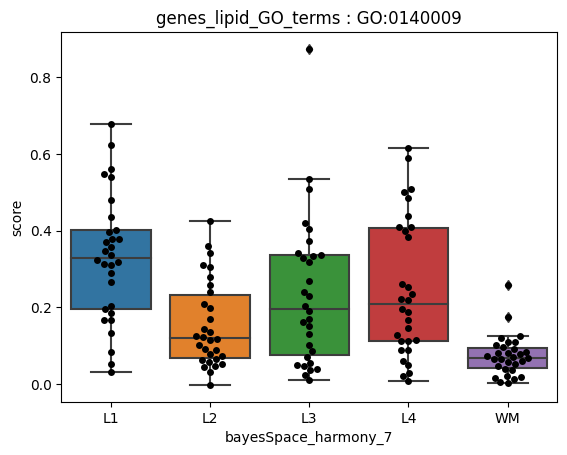 genes_lipid_GO_terms : GO:0140009
score
0.8
0.6
0.4
0.2
0.0
L1 L2 L3 L4 WM
bayesSpace_harmony_7